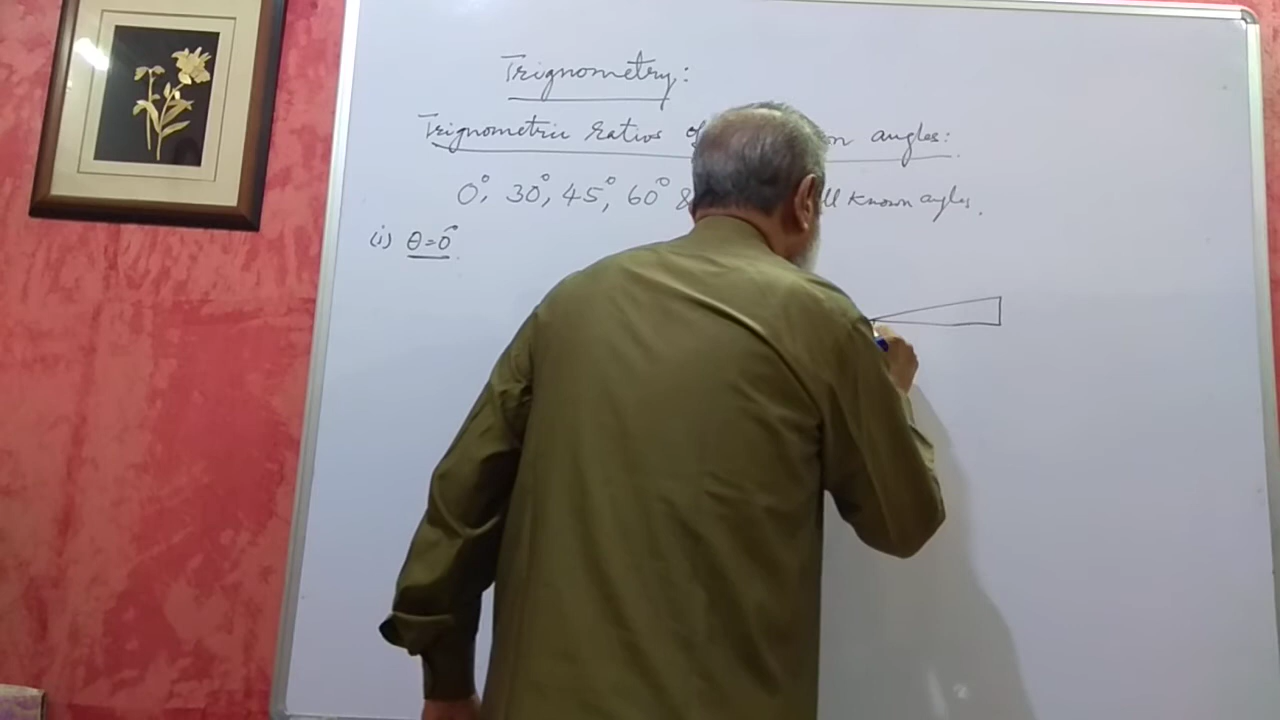 Trignometry:
Trignometric Ratios of angles:
0°, 30°, 45°, 60° & Known angles.
(i) θ=0°